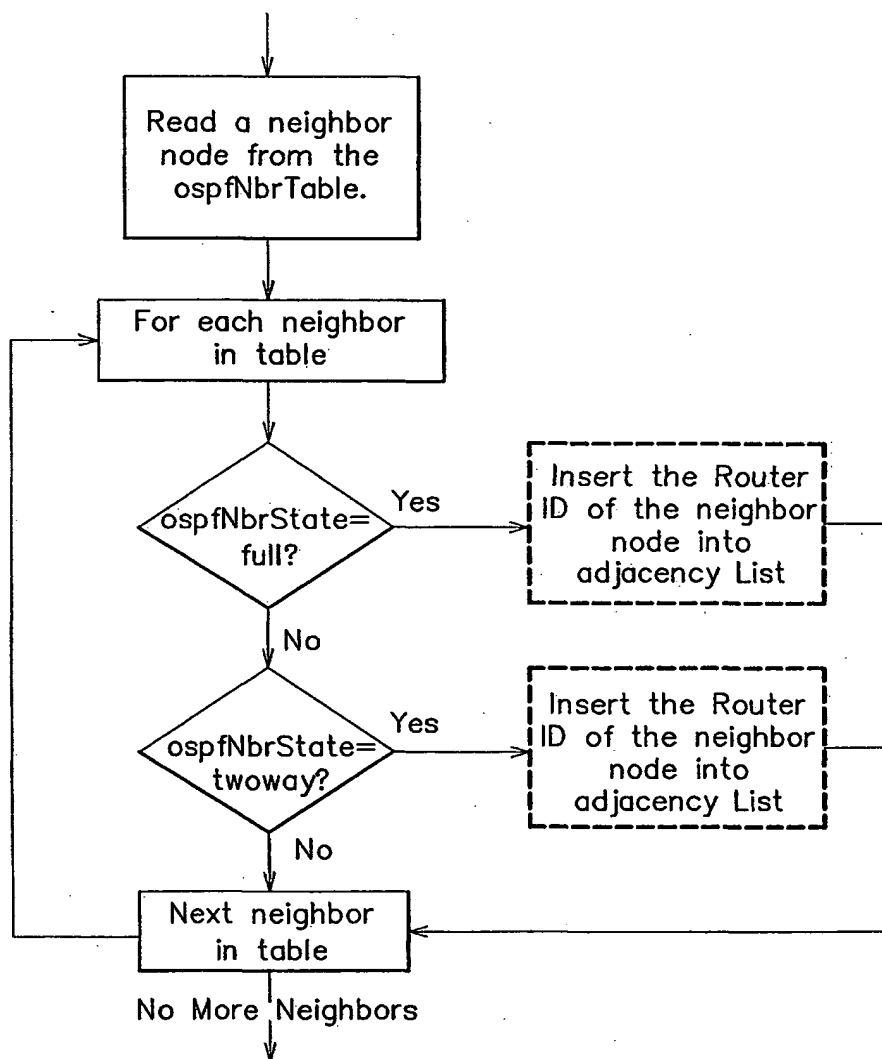 Read a neighbor
node from the
ospfNbrTable.
For each neighbor
in table
ospfNbrState=
full?
Yes
Insert the Router
ID of the neighbor
node into
adjacency List
No
ospfNbrState=
twoway?
Yes
Insert the Router
ID of the neighbor
node into
adjacency List
No
Next neighbor
in table
No More Neighbors